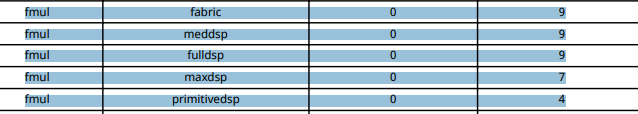 fmul fabric 0 9
fmul meddsp 0 9
fmul fulldsp 0 9
fmul maxdsp 0 7
fmul primitivedsp 0 4